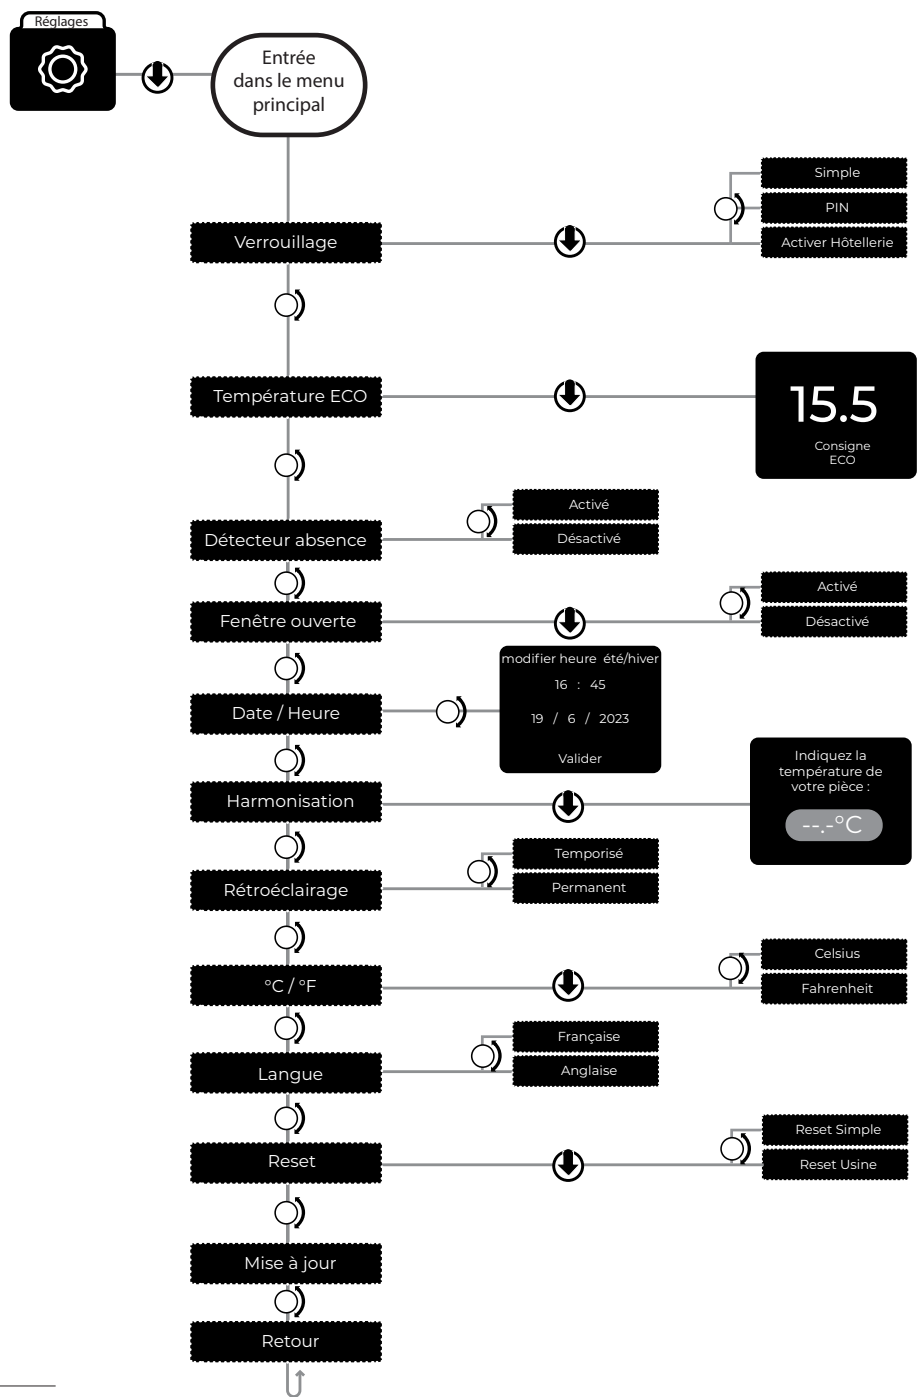 Réglages
Entrée
dans le menu
principal
Simple
PIN
Activer Hôtellerie
Verrouillage
Température ECO
15.5
Consigne
ECO
Activé
Désactivé
Détecteur absence
Activé
Désactivé
Fenêtre ouverte
modifier heure été/hiver
16 : 45
19 / 6 / 2023
Valider
Date / Heure
Indiquez la
température de
votre pièce :
--.-°C
Harmonisation
Temporisé
Permanent
Rétroéclairage
Celsius
Fahrenheit
°C / °F
Française
Anglaise
Langue
Reset Simple
Reset Usine
Reset
Mise à jour
Retour